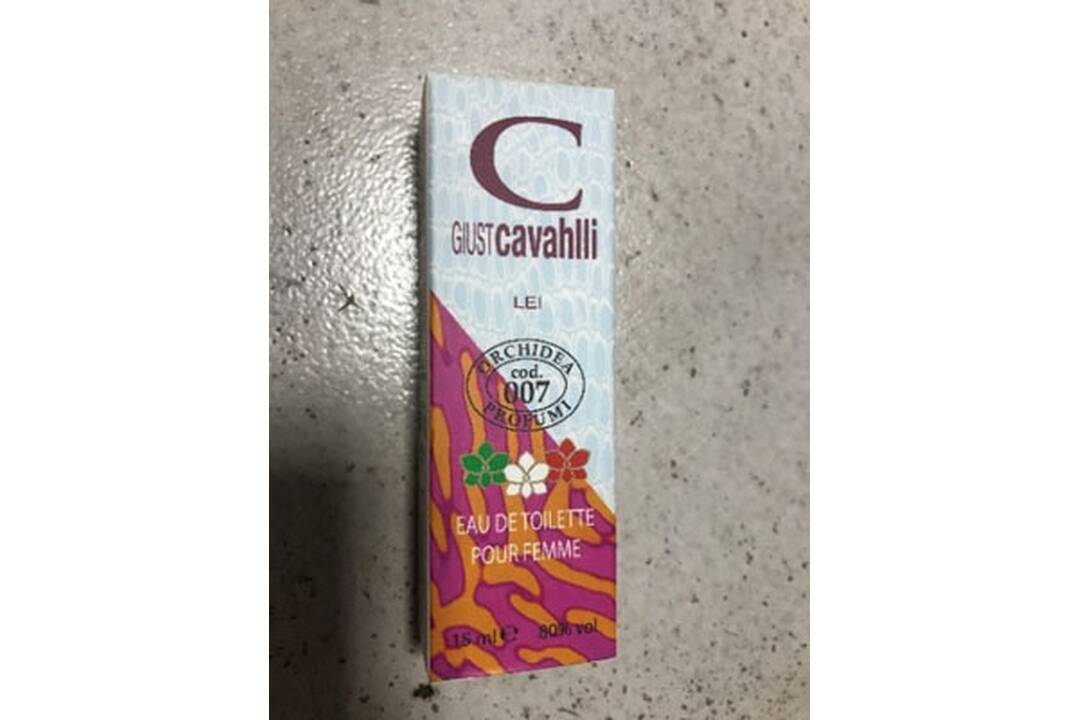 C
GIUSTcavahlli
LEI
ORCHIDEA
cod.
007
PROFUMI
EAU DE TOILETTE
POUR FEMME
15 ml ℮ 80% vol